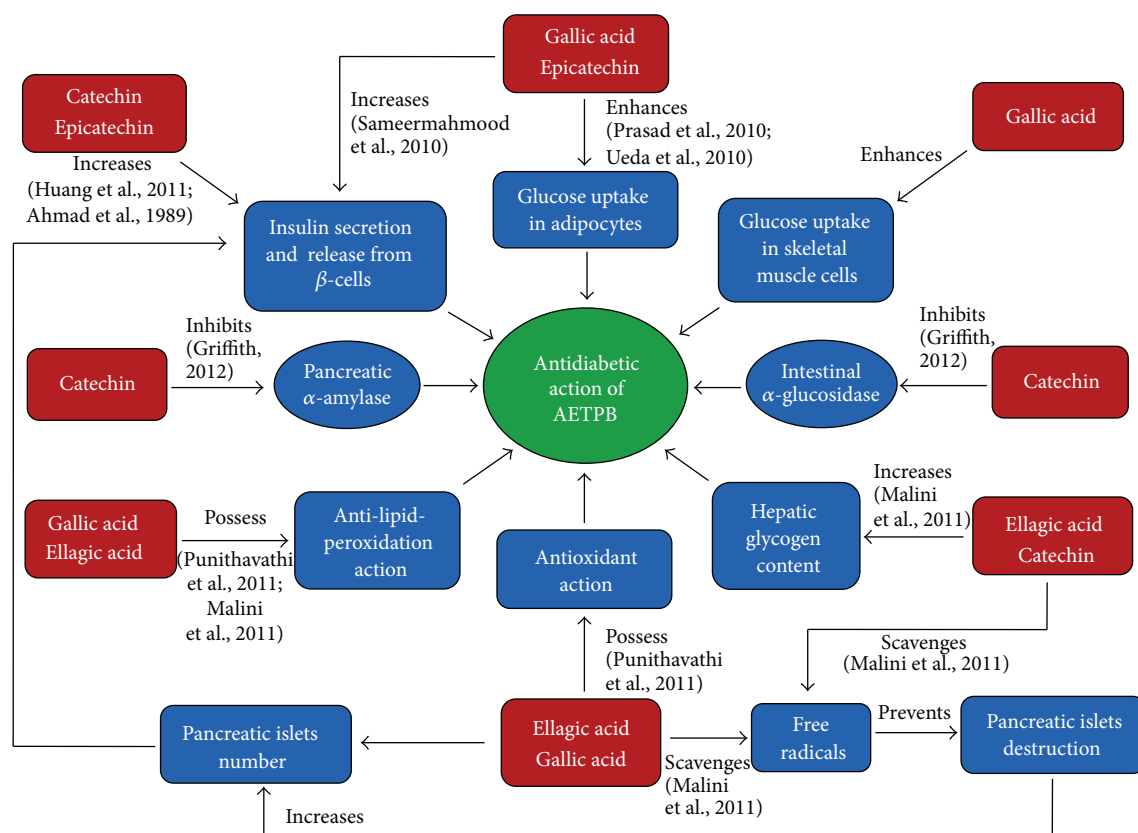 Gallic acid
Epicatechin
Catechin
Epicatechin
Increases
(Sameermahmood
et al., 2010)
Enhances
(Prasad et al., 2010;
Ueda et al., 2010)
Gallic acid
Increases
(Huang et al., 2011;
Ahmad et al., 1989)
Enhances
Insulin secretion
and release from
β-cells
Glucose uptake
in adipocytes
Glucose uptake
in skeletal
muscle cells
Catechin
Inhibits
(Griffith,
2012)
Pancreatic
α-amylase
Antidiabetic
action of
AETPB
Intestinal
α-glucosidase
Inhibits
(Griffith,
2012)
Catechin
Gallic acid
Ellagic acid
Possess
(Punithavathi
et al., 2011;
Malini
et al., 2011)
Anti-lipid-
peroxidation
action
Antioxidant
action
Hepatic
glycogen
content
Increases
(Malini
et al., 2011)
Ellagic acid
Catechin
Possess
(Punithavathi
et al., 2011)
Scavenges
(Malini et al., 2011)
Pancreatic islets
number
Ellagic acid
Gallic acid
Scavenges
(Malini
et al., 2011)
Free
radicals
Prevents
Pancreatic islets
destruction
Increases